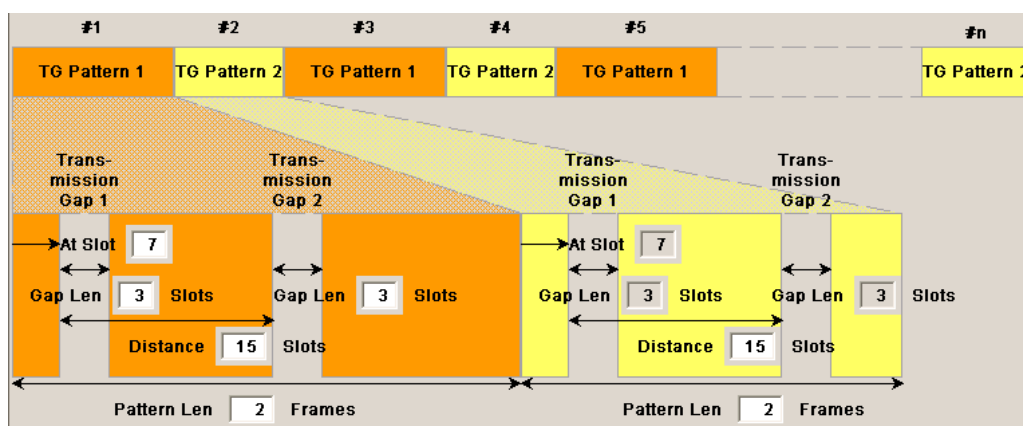 #1 #2 #3 #4 #5 #n
TG Pattern 1 TG Pattern 2 TG Pattern 1 TG Pattern 2 TG Pattern 1 TG Pattern 2
Trans-
mission
Gap 1
Trans-
mission
Gap 2
Trans-
mission
Gap 1
Trans-
mission
Gap 2
At Slot 7 At Slot 7
Gap Len 3 Slots Gap Len 3 Slots Gap Len 3 Slots Gap Len 3 Slots
Distance 15 Slots Distance 15 Slots
Pattern Len 2 Frames Pattern Len 2 Frames